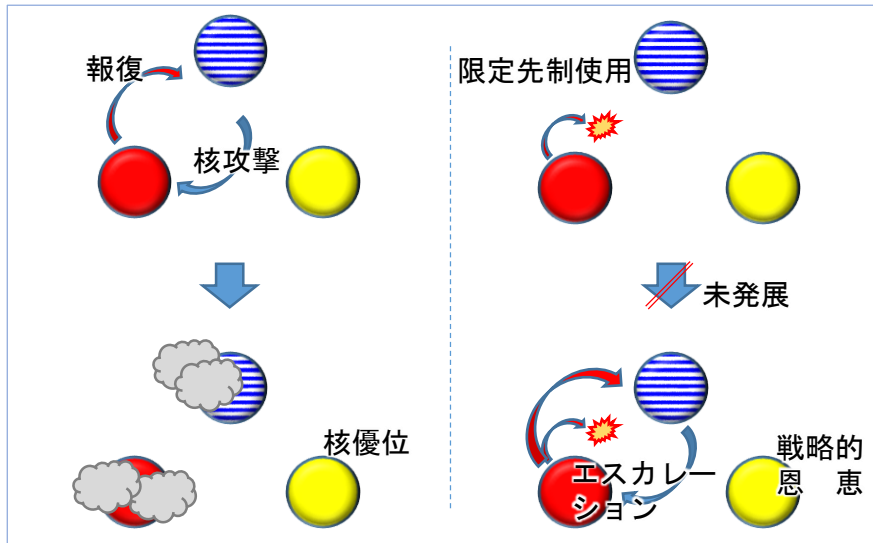 報復
核攻撃
核優位
限定先制使用
未発展
エスカレー
ション
戦略的
恩　恵